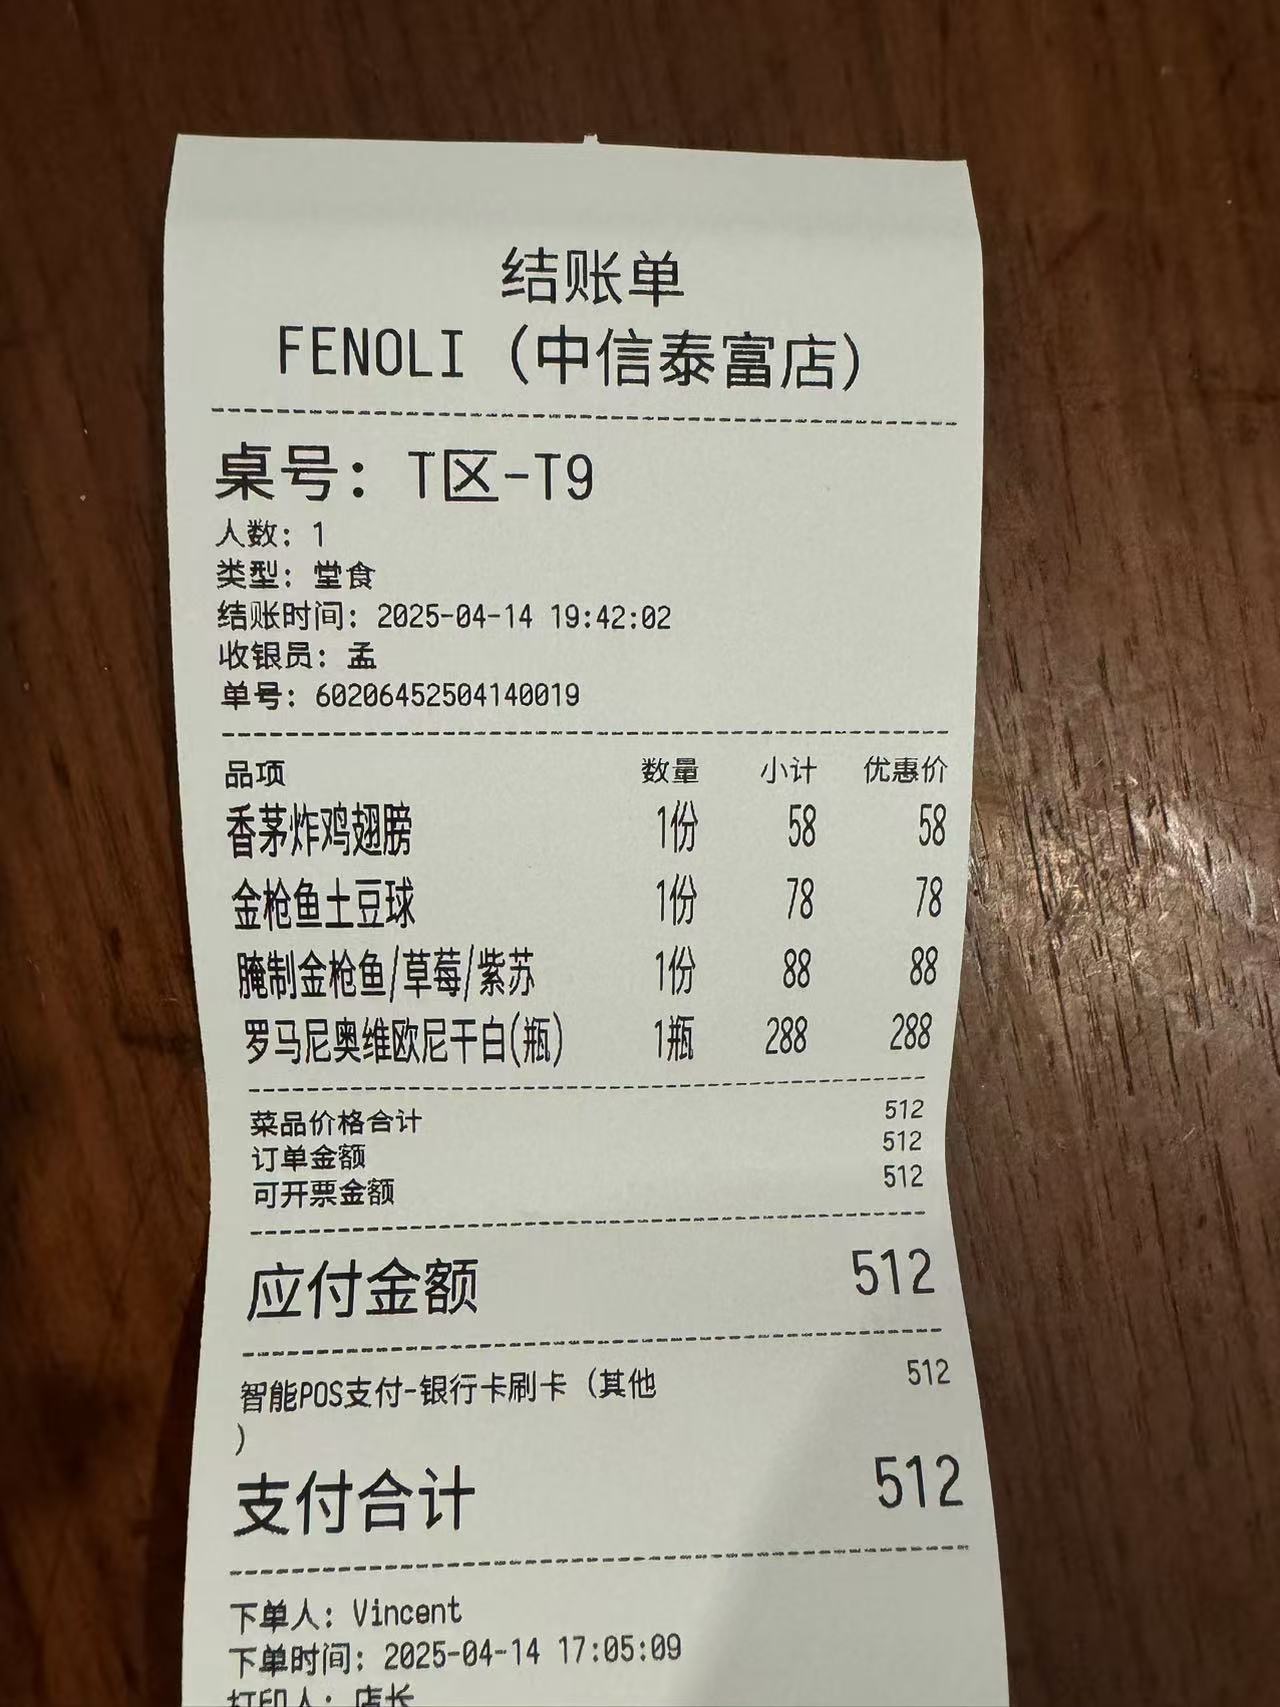 结账单
FENOLI（中信泰富店）
桌号：T区-T9
人数：1
类型：堂食
结账时间：2025-04-14 19:42:02
收银员：孟
单号：60206452504140019
品项 数量 小计 优惠价
香茅炸鸡翅膀 1份 58 58
金枪鱼土豆球 1份 78 78
腌制金枪鱼/草莓/紫苏 1份 88 88
罗马尼奥维欧尼干白(瓶) 1瓶 288 288
菜品价格合计 512
订单金额 512
可开票金额 512
应付金额 512
智能POS支付-银行卡刷卡（其他 512
）
支付合计 512
下单人：Vincent
下单时间：2025-04-14 17:05:09
打印人：店长